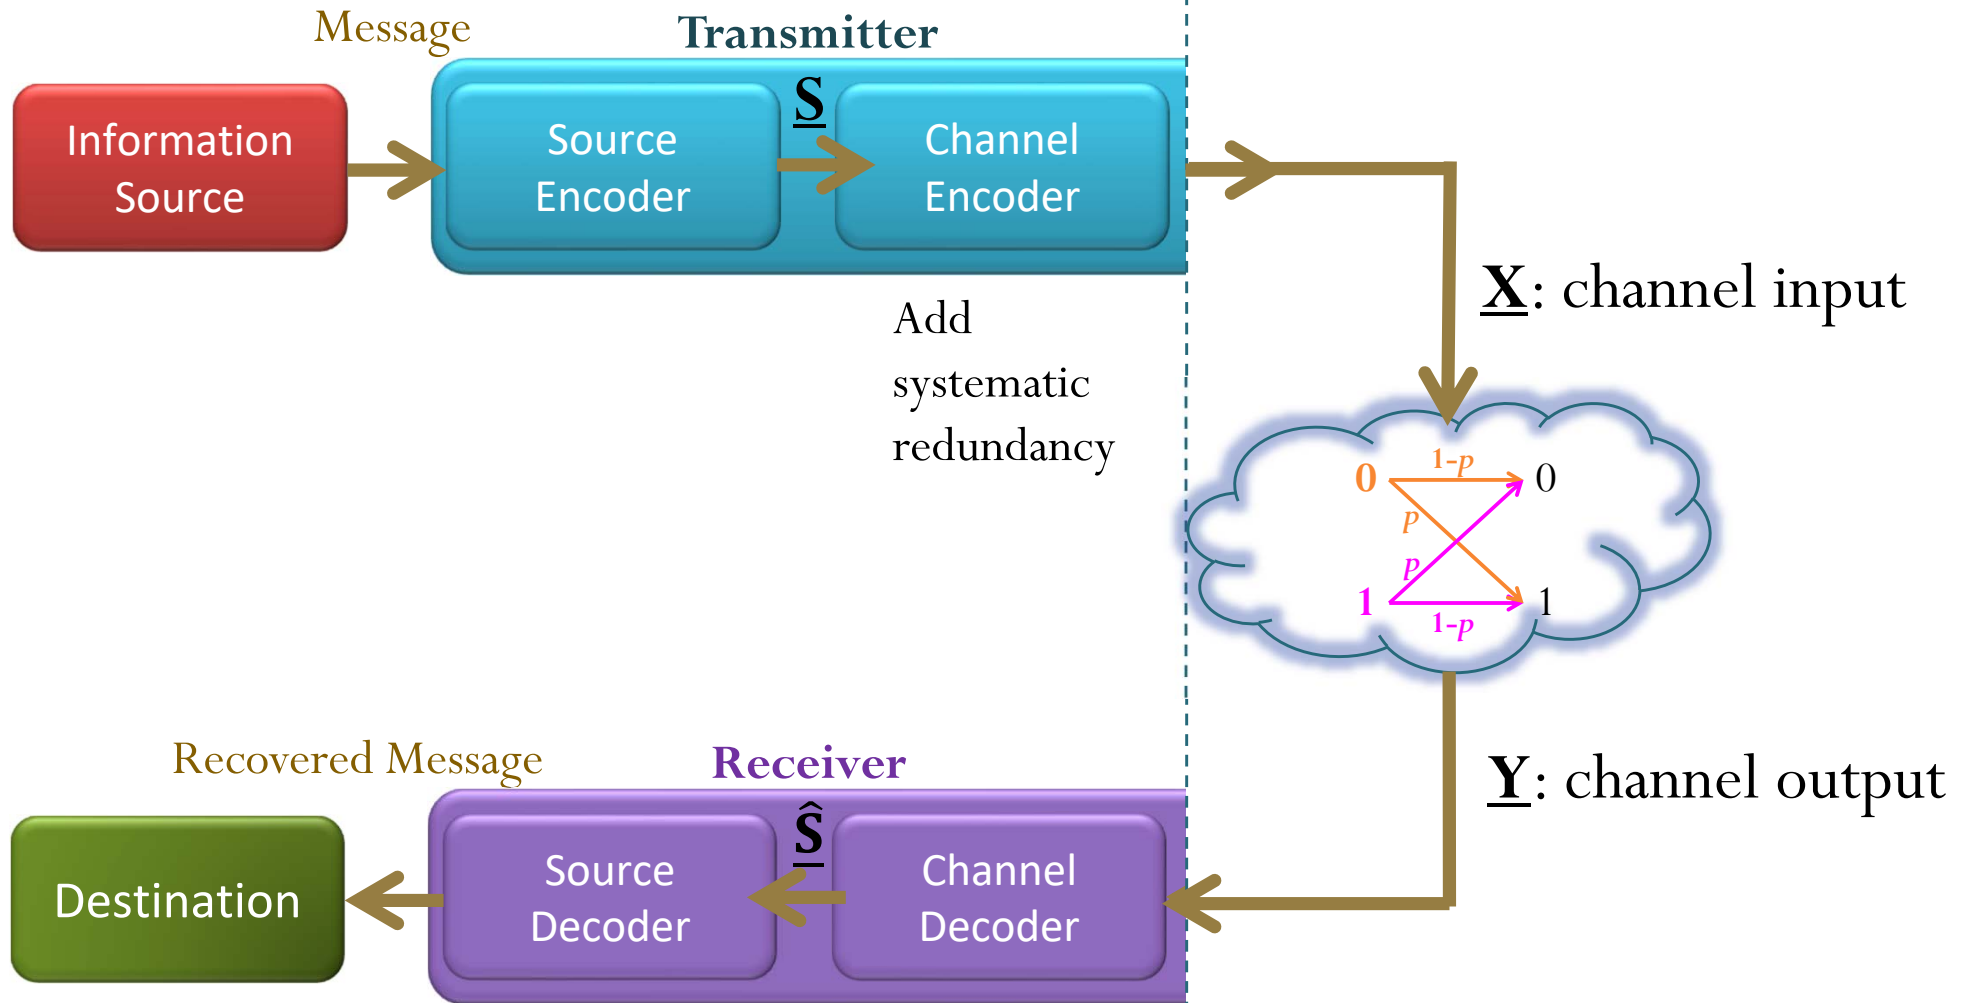 Message
Transmitter
Information
Source
Source
Encoder
S
Channel
Encoder
Add
systematic
redundancy
X: channel input
0
1-p
0
p
p
1
1-p
1
Y: channel output
Recovered Message
Receiver
Destination
Source
Decoder
Ŝ
Channel
Decoder